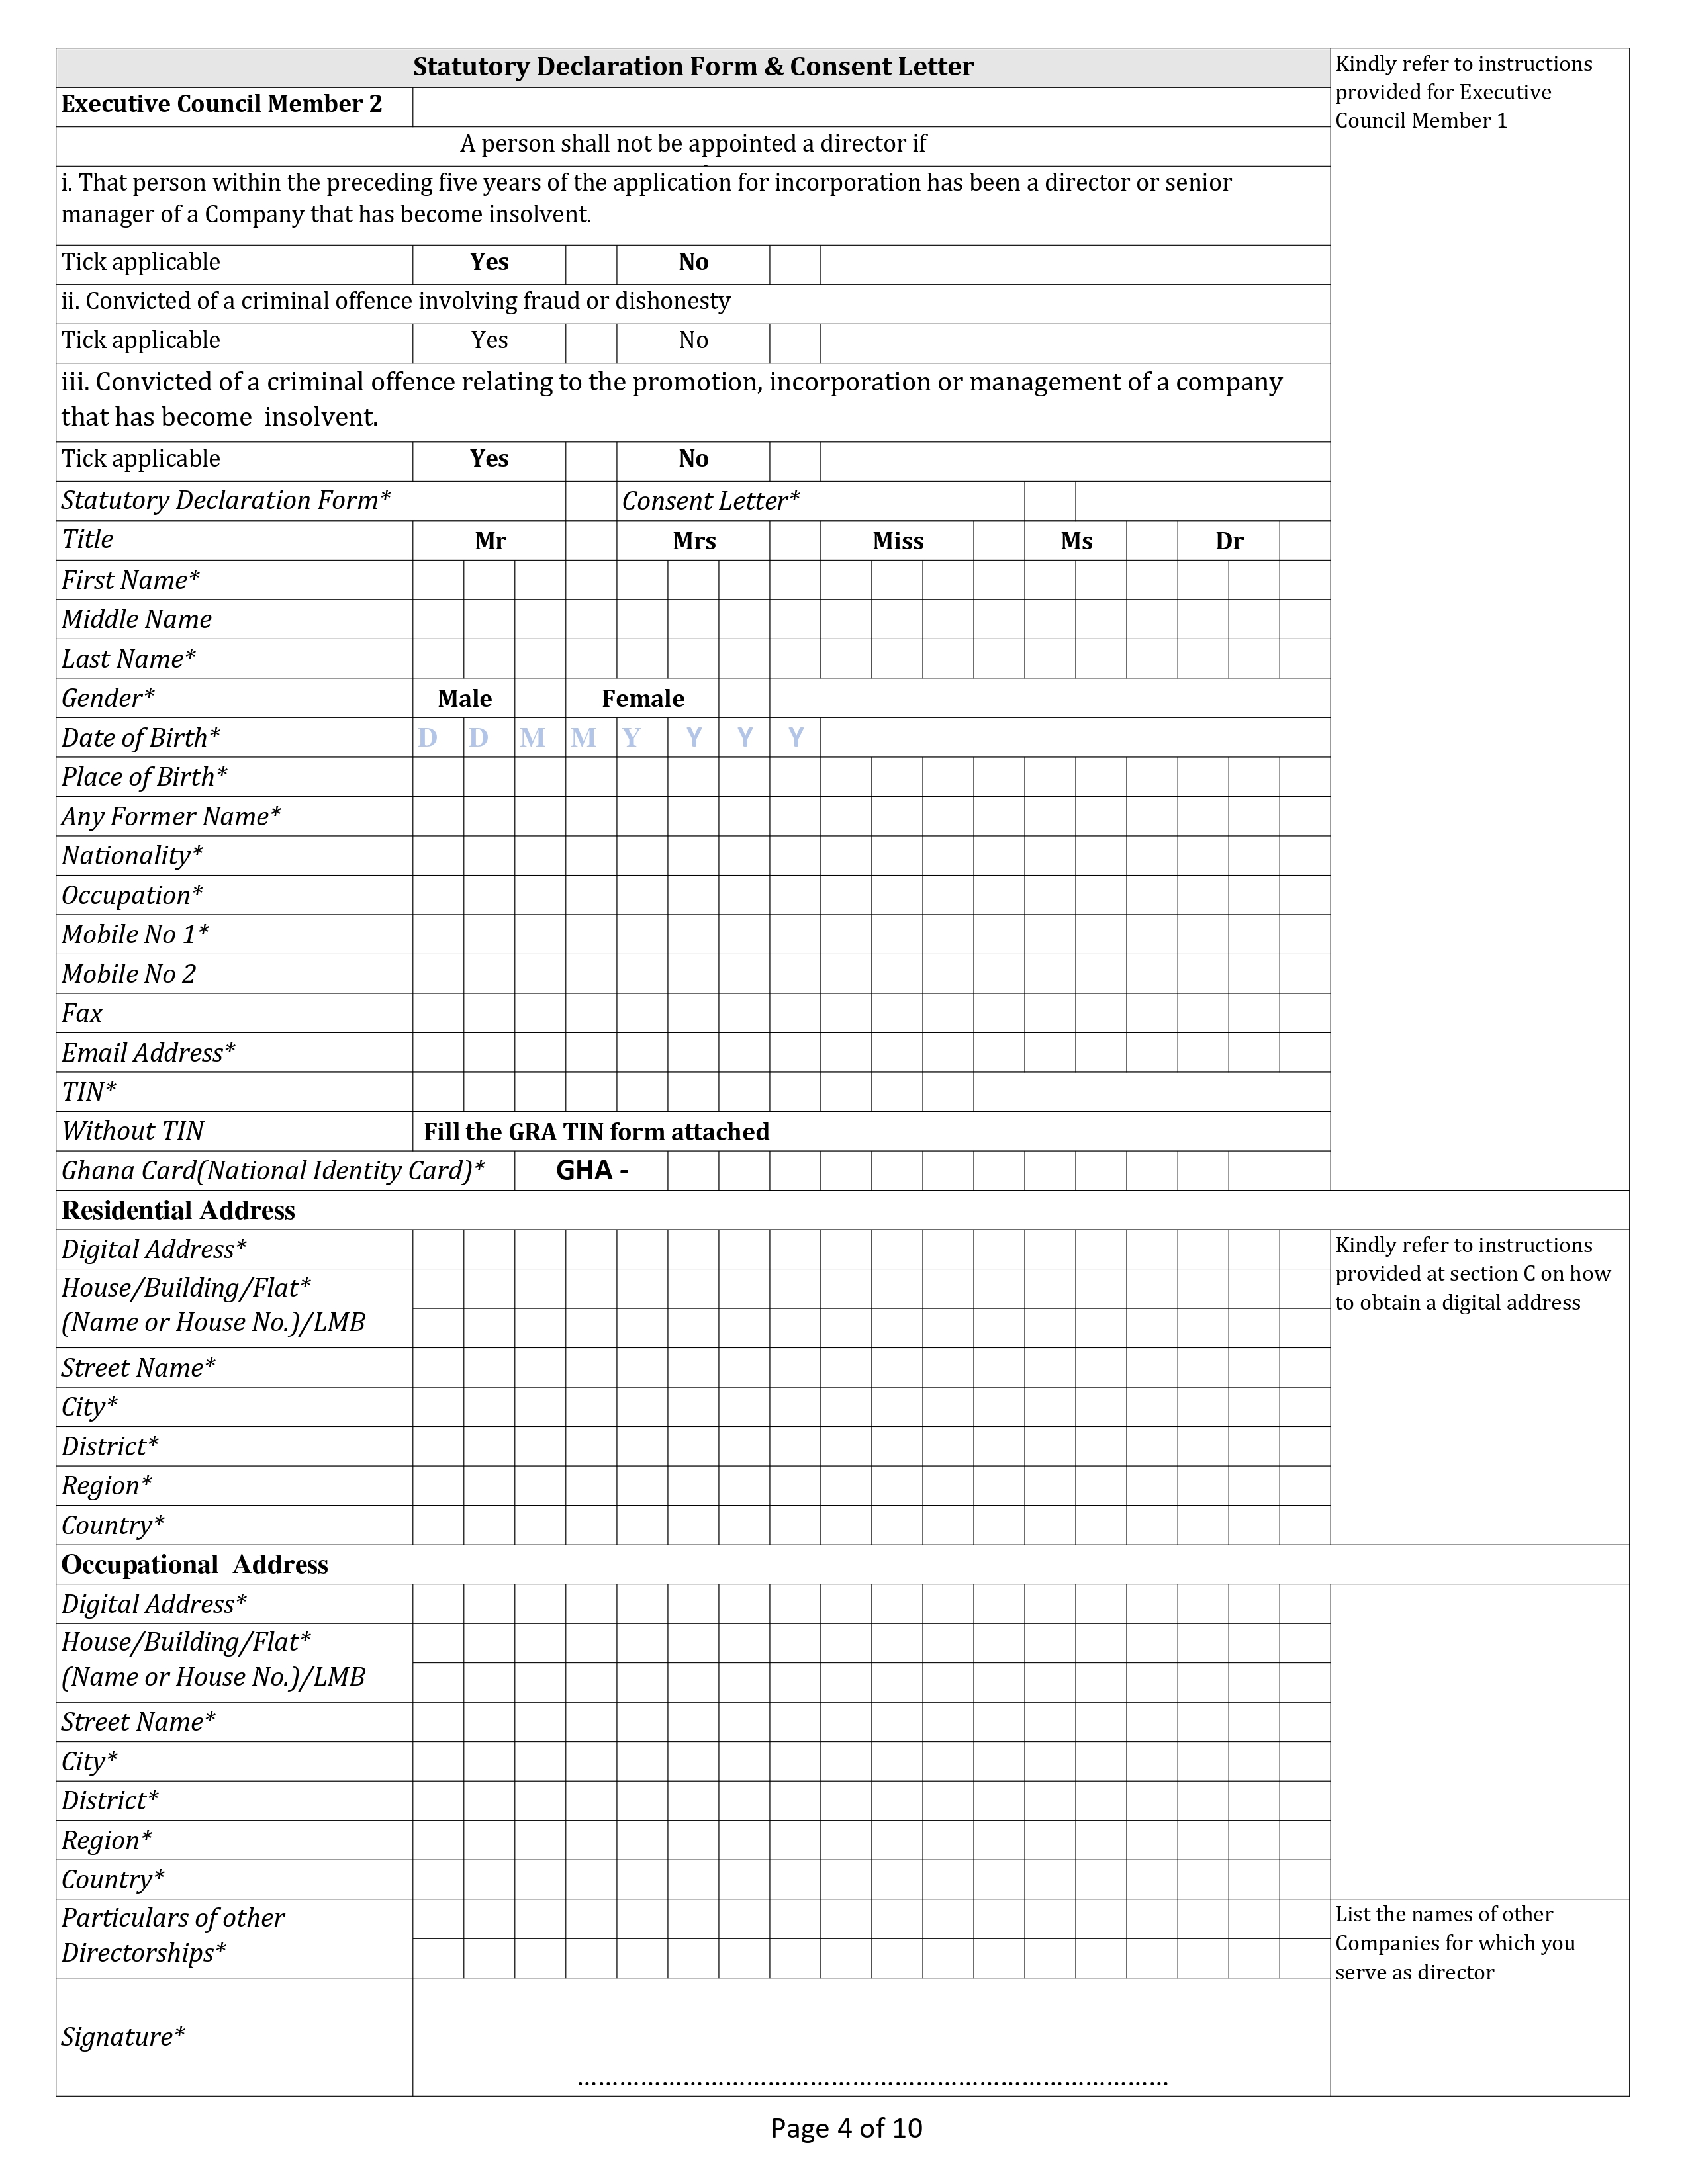 Statutory Declaration Form & Consent Letter
Kindly refer to instructions
provided for Executive
Council Member 1
Executive Council Member 2
A person shall not be appointed a director if
i. That person within the preceding five years of the application for incorporation has been a director or senior
manager of a Company that has become insolvent.
Tick applicable Yes No
ii. Convicted of a criminal offence involving fraud or dishonesty
Tick applicable Yes No
iii. Convicted of a criminal offence relating to the promotion, incorporation or management of a company
that has become  insolvent.
Tick applicable Yes No
Statutory Declaration Form* Consent Letter*
Title Mr Mrs Miss Ms Dr
First Name*
Middle Name
Last Name*
Gender* Male Female
Date of Birth* D D M M Y Y Y Y
Place of Birth*
Any Former Name*
Nationality*
Occupation*
Mobile No 1*
Mobile No 2
Fax
Email Address*
TIN*
Without TIN Fill the GRA TIN form attached
Ghana Card(National Identity Card)* GHA -
Residential Address
Digital Address*
Kindly refer to instructions
provided at section C on how
to obtain a digital address
House/Building/Flat*
(Name or House No.)/LMB
Street Name*
City*
District*
Region*
Country*
Occupational  Address
Digital Address*
House/Building/Flat*
(Name or House No.)/LMB
Street Name*
City*
District*
Region*
Country*
Particulars of other
Directorships*
List the names of other
Companies for which you
serve as director
Signature*
................................................................................
Page 4 of 10